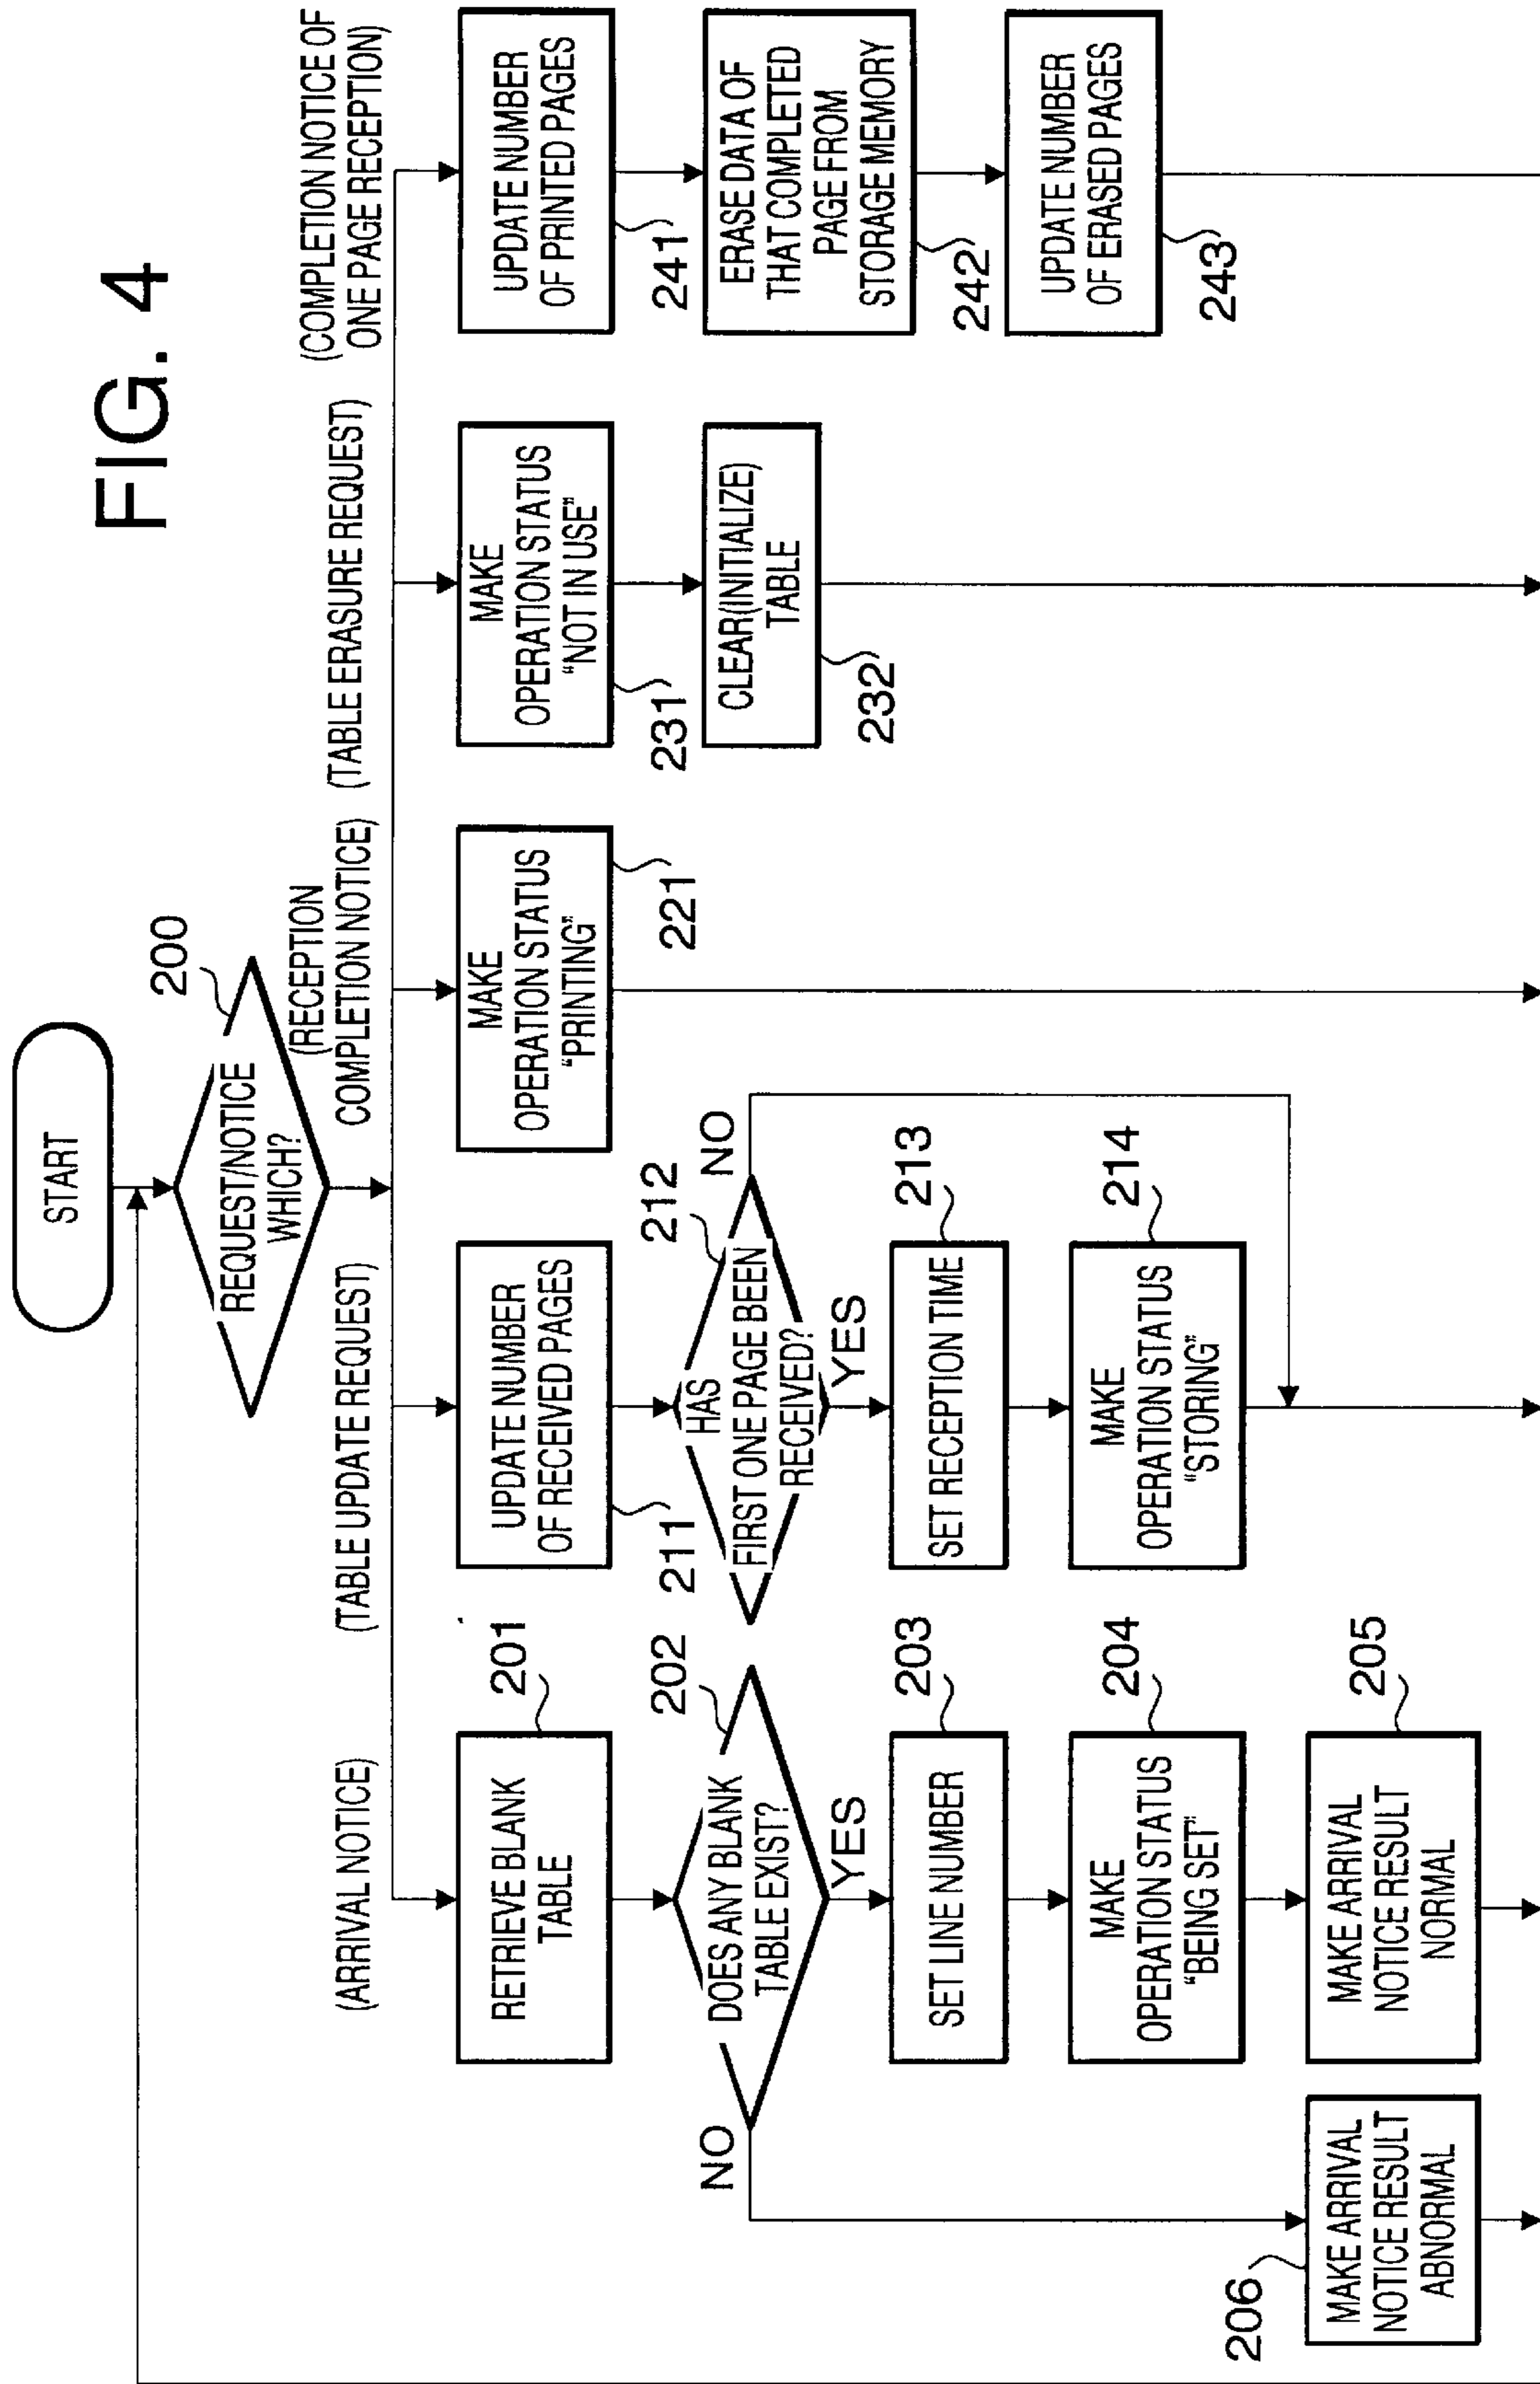 FIG. 4
START
200
REQUEST/NOTICE
WHICH?
(ARRIVAL NOTICE)
RETRIEVE BLANK
TABLE
201
DOES ANY BLANK
TABLE EXIST?
202
NO
YES
SET LINE NUMBER
203
MAKE
OPERATION STATUS
"BEING SET"
204
MAKE ARRIVAL
NOTICE RESULT
NORMAL
205
MAKE ARRIVAL
NOTICE RESULT
ABNORMAL
206
(TABLE UPDATE REQUEST)
UPDATE NUMBER
OF RECEIVED PAGES
211
HAS
FIRST ONE PAGE BEEN
RECEIVED?
212
NO
YES
SET RECEPTION TIME
213
MAKE
OPERATION STATUS
"STORING"
214
(RECEPTION
COMPLETION NOTICE)
MAKE
OPERATION STATUS
"PRINTING"
221
(TABLE ERASURE REQUEST)
MAKE
OPERATION STATUS
"NOT IN USE"
231
CLEAR(INITIALIZE)
TABLE
232
(COMPLETION NOTICE OF
ONE PAGE RECEPTION)
UPDATE NUMBER
OF PRINTED PAGES
241
ERASE DATA OF
THAT COMPLETED
PAGE FROM
STORAGE MEMORY
242
UPDATE NUMBER
OF ERASED PAGES
243